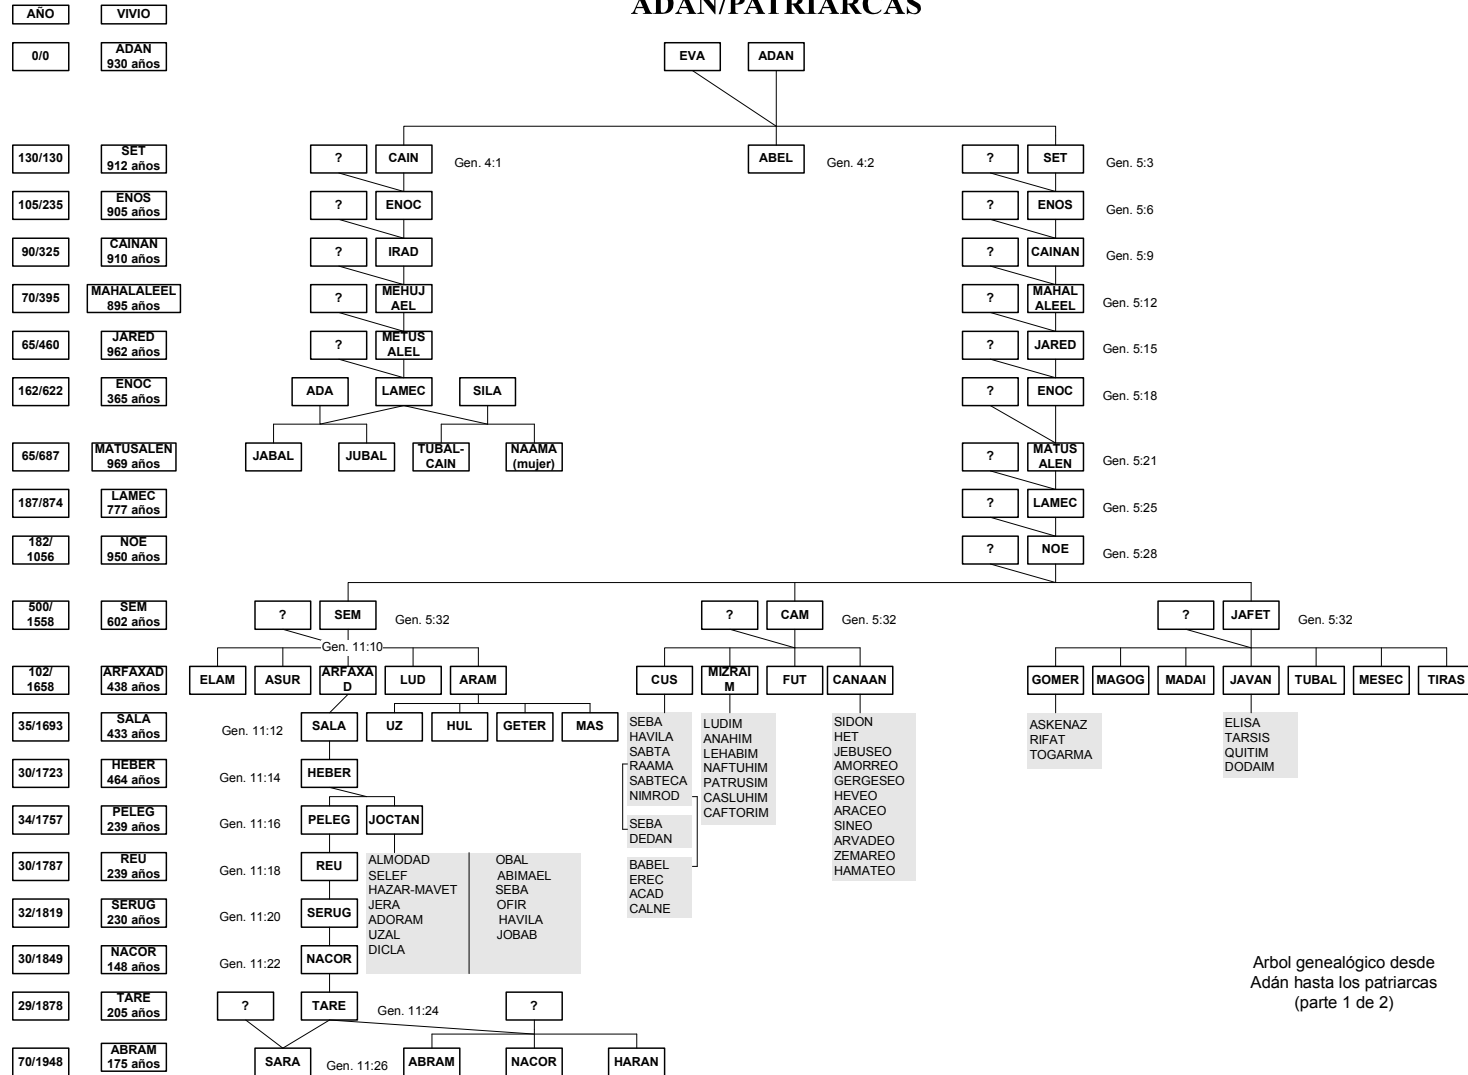 ADAN/PATRIARCAS
AÑO VIVIO
0/0 ADAN EVA ADAN
930 años
130/130 SET ? CAIN Gen. 4:1 ABEL Gen. 4:2 ? SET Gen. 5:3
912 años
105/235 ENOS ? ENOC ? ENOS Gen. 5:6
905 años
90/325 CAINAN ? IRAD ? CAINAN Gen. 5:9
910 años
70/395 MAHALALEEL ? MEHUJ ? MAHAL Gen. 5:12
895 años AEL ALEEL
65/460 JARED ? METUS ? JARED Gen. 5:15
962 años ALEL
162/622 ENOC ADA LAMEC SILA ? ENOC Gen. 5:18
365 años
65/687 MATUSALEN JABAL JUBAL TUBAL- NAAMA ? MATUS Gen. 5:21
969 años CAIN (mujer) ALEN
187/874 LAMEC ? LAMEC Gen. 5:25
777 años
182/ NOE ? NOE Gen. 5:28
1056 950 años
500/ SEM ? SEM Gen. 5:32 ? CAM Gen. 5:32 ? JAFET Gen. 5:32
1558 602 años
Gen. 11:10
102/ ARFAXAD ELAM ASUR ARFAXA LUD ARAM CUS MIZRAI FUT CANAAN GOMER MAGOG MADAI JAVAN TUBAL MESEC TIRAS
1658 438 años D M
35/1693 SALA Gen. 11:12 SALA UZ HUL GETER MAS
433 años
30/1723 HEBER Gen. 11:14 HEBER
464 años
34/1757 PELEG Gen. 11:16 PELEG JOCTAN
239 años
30/1787 REU Gen. 11:18 REU
239 años
32/1819 SERUG Gen. 11:20 SERUG
230 años
30/1849 NACOR Gen. 11:22 NACOR
148 años
29/1878 TARE ? TARE Gen. 11:24 ?
205 años
70/1948 ABRAM SARA Gen. 11:26 ABRAM NACOR HARAN
175 años
ALMODAD
SELEF
HAZAR-MAVET
JERA
ADORAM
UZAL
DICLA
OBAL
ABIMAEL
SEBA
OFIR
HAVILA
JOBAB
SEBA
HAVILA
SABTA
RAAMA
SABTECA
NIMROD
SEBA
DEDAN
BABEL
EREC
ACAD
CALNE
LUDIM
ANAHIM
LEHABIM
NAFTUHIM
PATRUSIM
CASLUHIM
CAFTORIM
SIDON
HET
JEBUSEO
AMORREO
GERGESEO
HEVEO
ARACEO
SINEO
ARVADEO
ZEMAREO
HAMATEO
ASKENAZ
RIFAT
TOGARMA
ELISA
TARSIS
QUITIM
DODAIM
Arbol genealógico desde
Adán hasta los patriarcas
(parte 1 de 2)